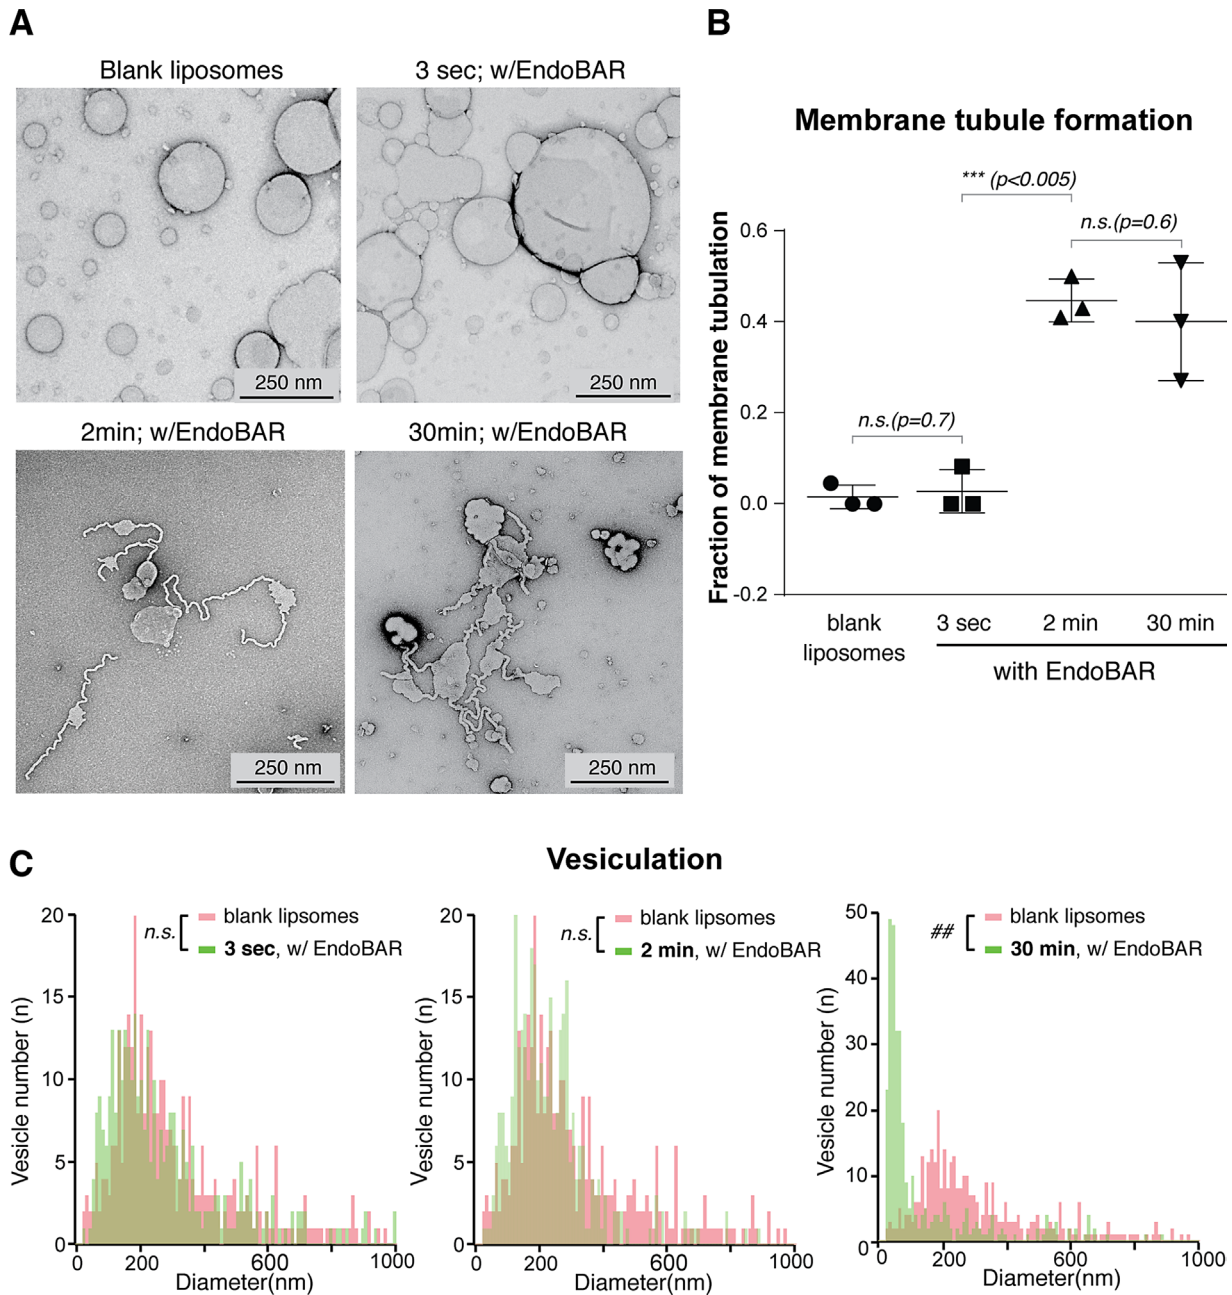 A
Blank liposomes
3 sec; w/EndoBAR
250 nm
250 nm
2min; w/EndoBAR
30min; w/EndoBAR
250 nm
250 nm
B
Membrane tubule formation
*** (p<0.005)
n.s.(p=0.6)
n.s.(p=0.7)
Fraction of membrane tubulation
0.6
0.4
0.2
0.0
-0.2
blank
liposomes
3 sec
2 min
30 min
with EndoBAR
C
Vesiculation
Vesicle number (n)
20
15
10
5
0
n.s.
blank lipsomes
3 sec, w/ EndoBAR
0
200
600
1000
Diameter(nm)
Vesicle number (n)
20
15
10
5
0
n.s.
blank lipsomes
2 min, w/ EndoBAR
0
200
600
1000
Diameter(nm)
Vesicle number (n)
50
40
30
20
10
0
##
blank lipsomes
30 min, w/ EndoBAR
0
200
600
1000
Diameter(nm)